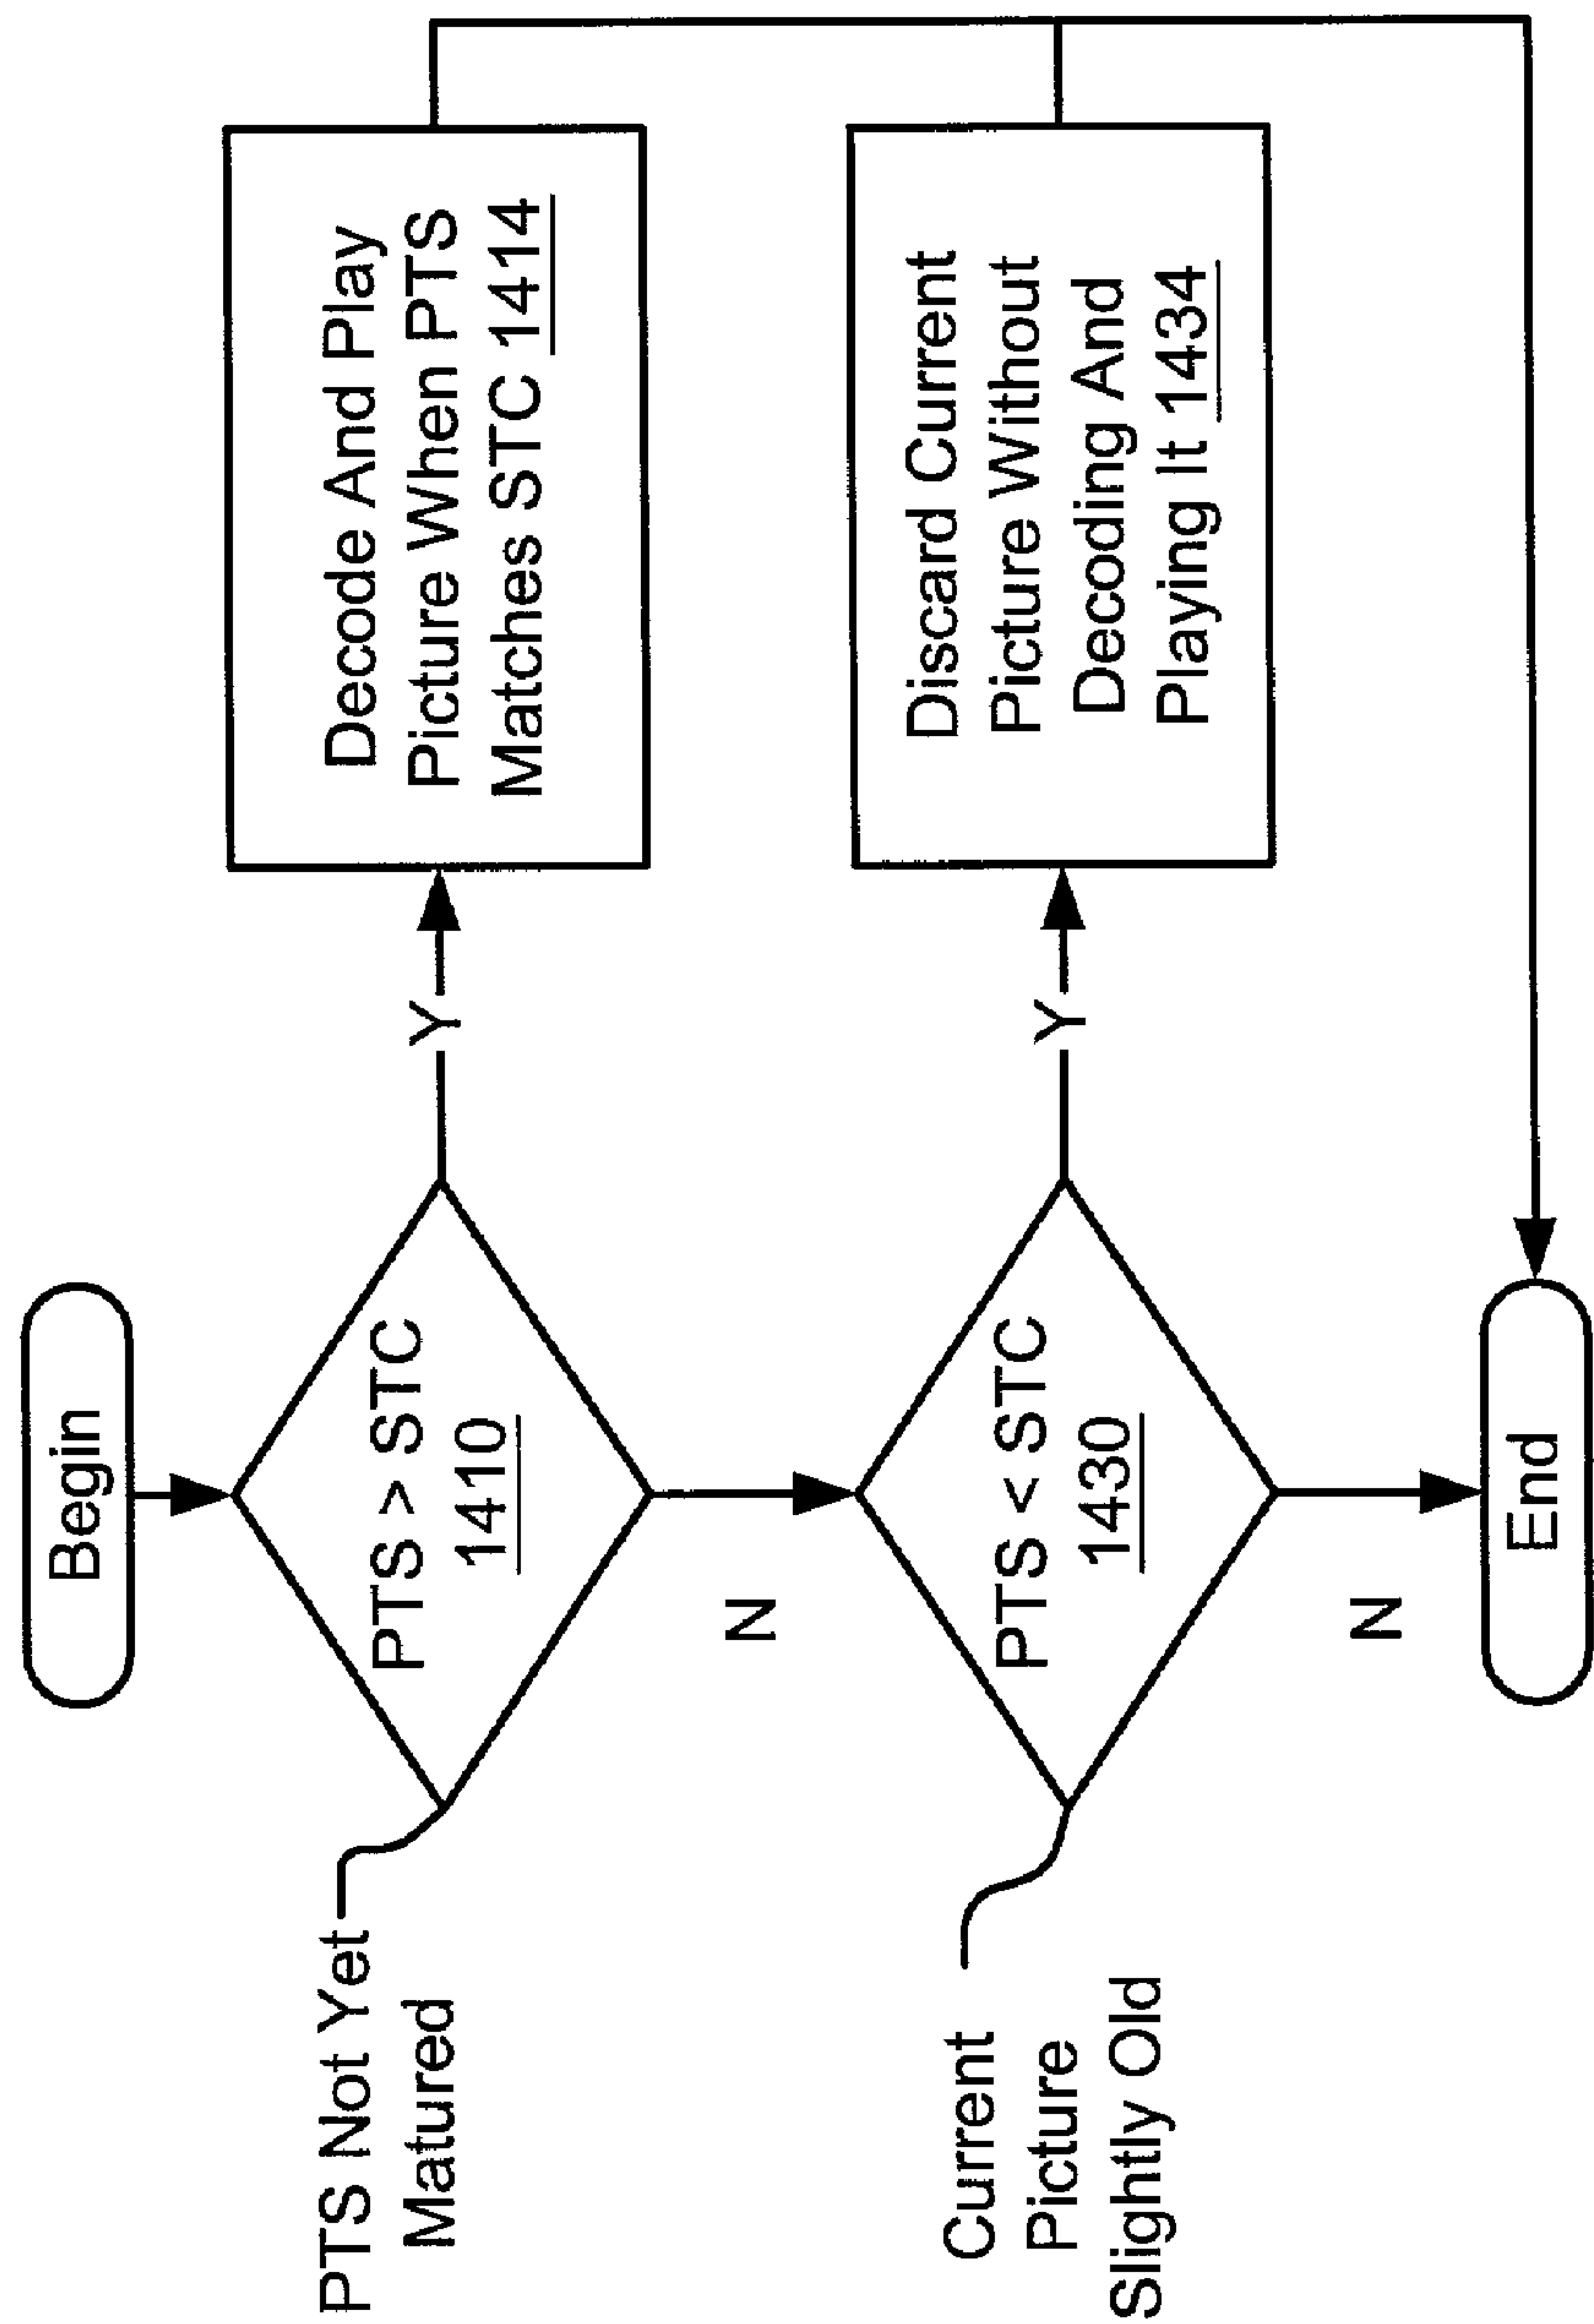 Begin
PTS Not Yet
Matured
PTS > STC
1410
Y
Decode And Play
Picture When PTS
Matches STC 1414
N
Current
Picture
Slightly Old
PTS < STC
1430
Y
Discard Current
Picture Without
Decoding And
Playing It 1434
N
End